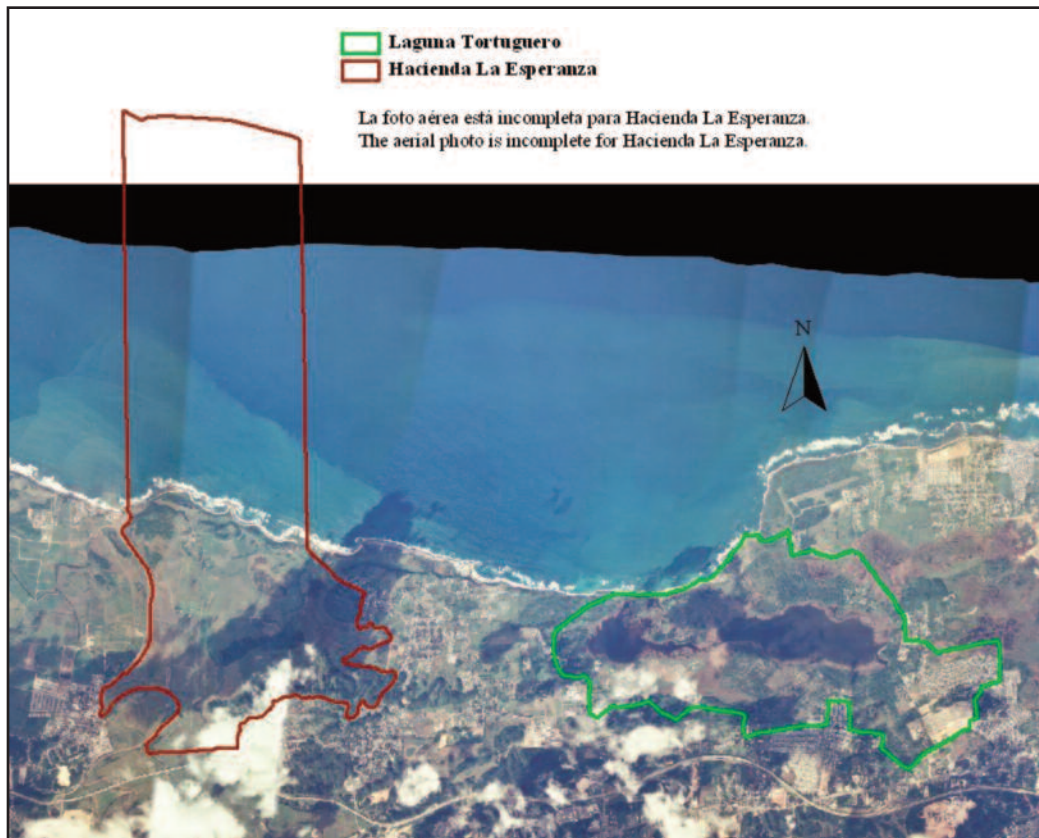 Laguna Tortuguero
Hacienda La Esperanza
La foto aérea está incompleta para Hacienda La Esperanza.
The aerial photo is incomplete for Hacienda La Esperanza.
N